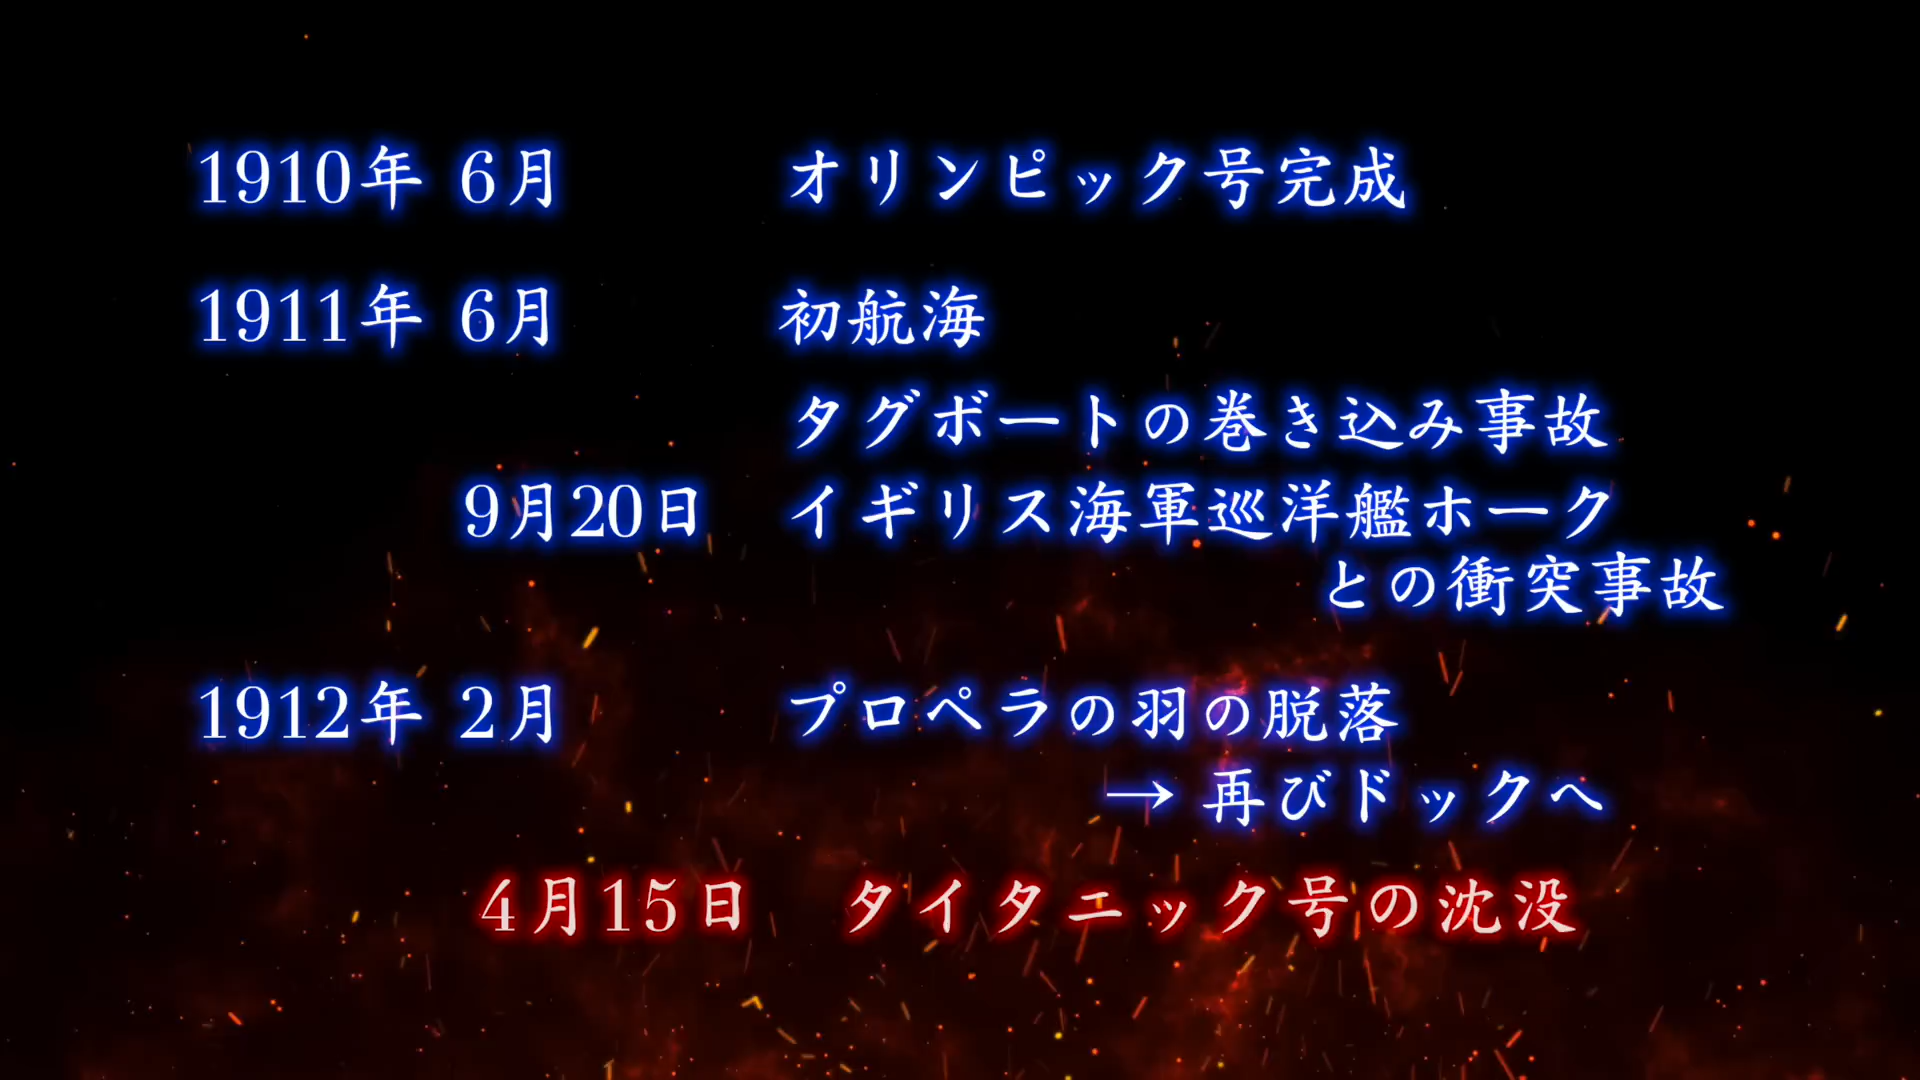 1910年 6月 オリンピック号完成
1911年 6月 初航海
タグボートの巻き込み事故
9月20日 イギリス海軍巡洋艦ホーク
との衝突事故
1912年 2月 プロペラの羽の脱落
→ 再びドックへ
4月15日 タイタニック号の沈没